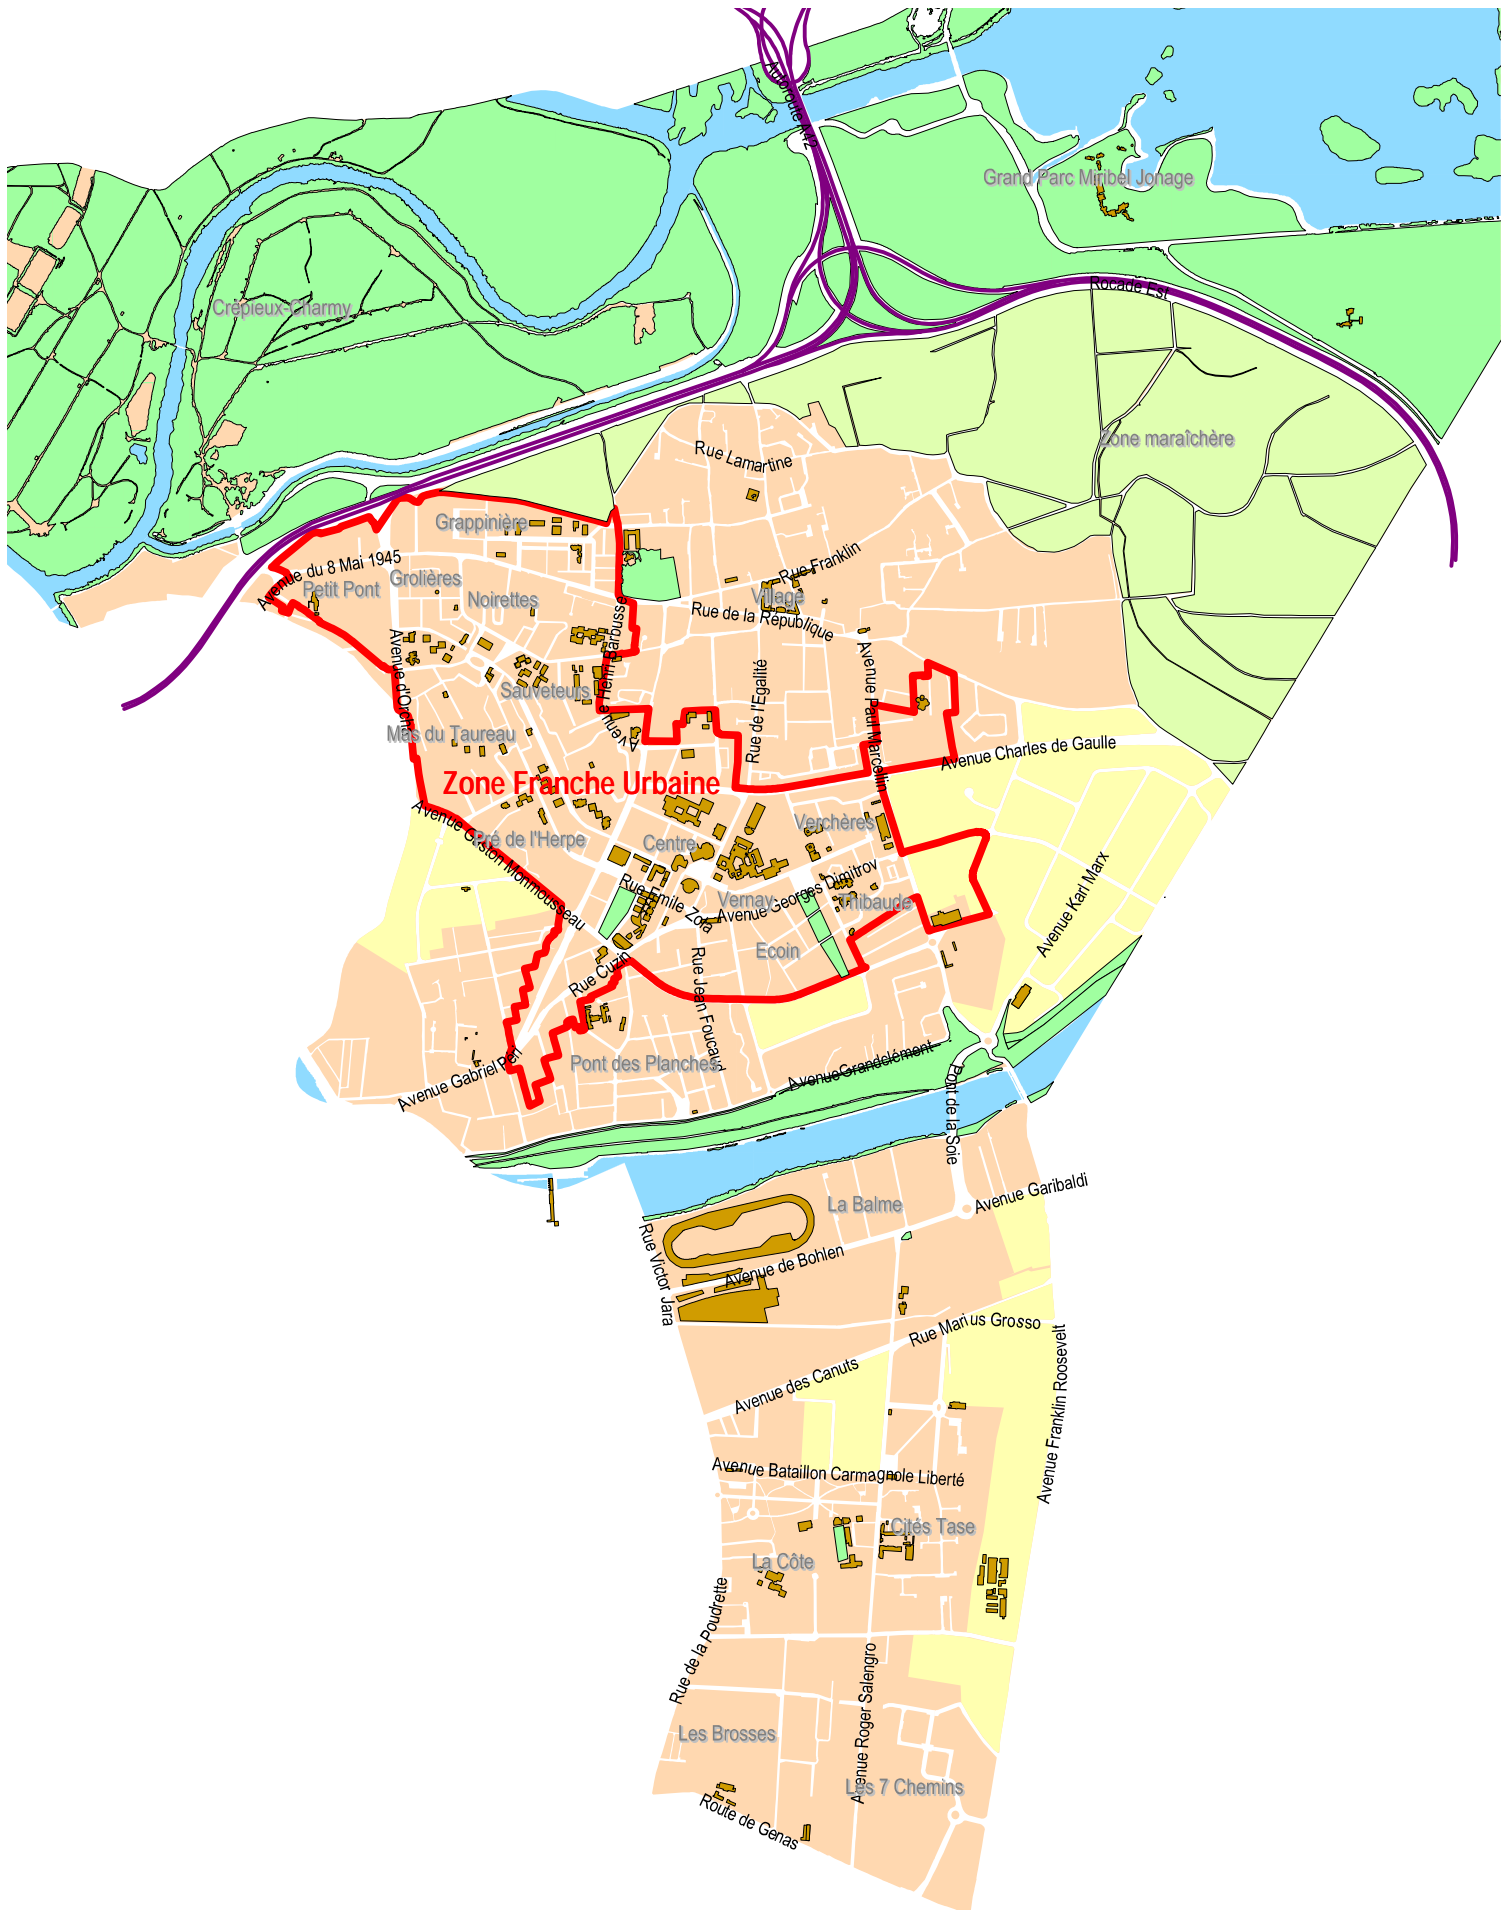 Autoroute A42
Grand Parc Miribel Jonage
Rocade Est
Crépieux-Charmy
Zone maraîchère
Rue Lamartine
Grappinière
Avenue du 8 Mai 1945
Petit Pont
Grolières
Noirettes
Rue Franklin
Village
Rue de la République
Avenue Henri Barbusse
Avenue d'Orcha
Sauveteurs
Mas du Taureau
Rue de l'Egalité
Avenue Paul Marcellin
Avenue Charles de Gaulle
Zone Franche Urbaine
Avenue Gaston Monmousseau
Pré de l'Herpe
Centre
Verchères
Rue Emile Zola
Vernay
Avenue Georges Dimitrov
Thibaude
Avenue Karl Marx
Ecoin
Rue Cuzin
Rue Jean Foucaud
Avenue Gabriel Péri
Pont des Planches
Avenue Grandclément
Pont de la Soie
La Balme
Avenue Garibaldi
Rue Victor Jara
Avenue de Bohlen
Rue Marius Grosso
Avenue des Canuts
Avenue Franklin Roosevelt
Avenue Bataillon Carmagnole Liberté
Cités Tase
La Côte
Rue de la Poudrette
Avenue Roger Salengro
Les Brosses
Les 7 Chemins
Route de Genas